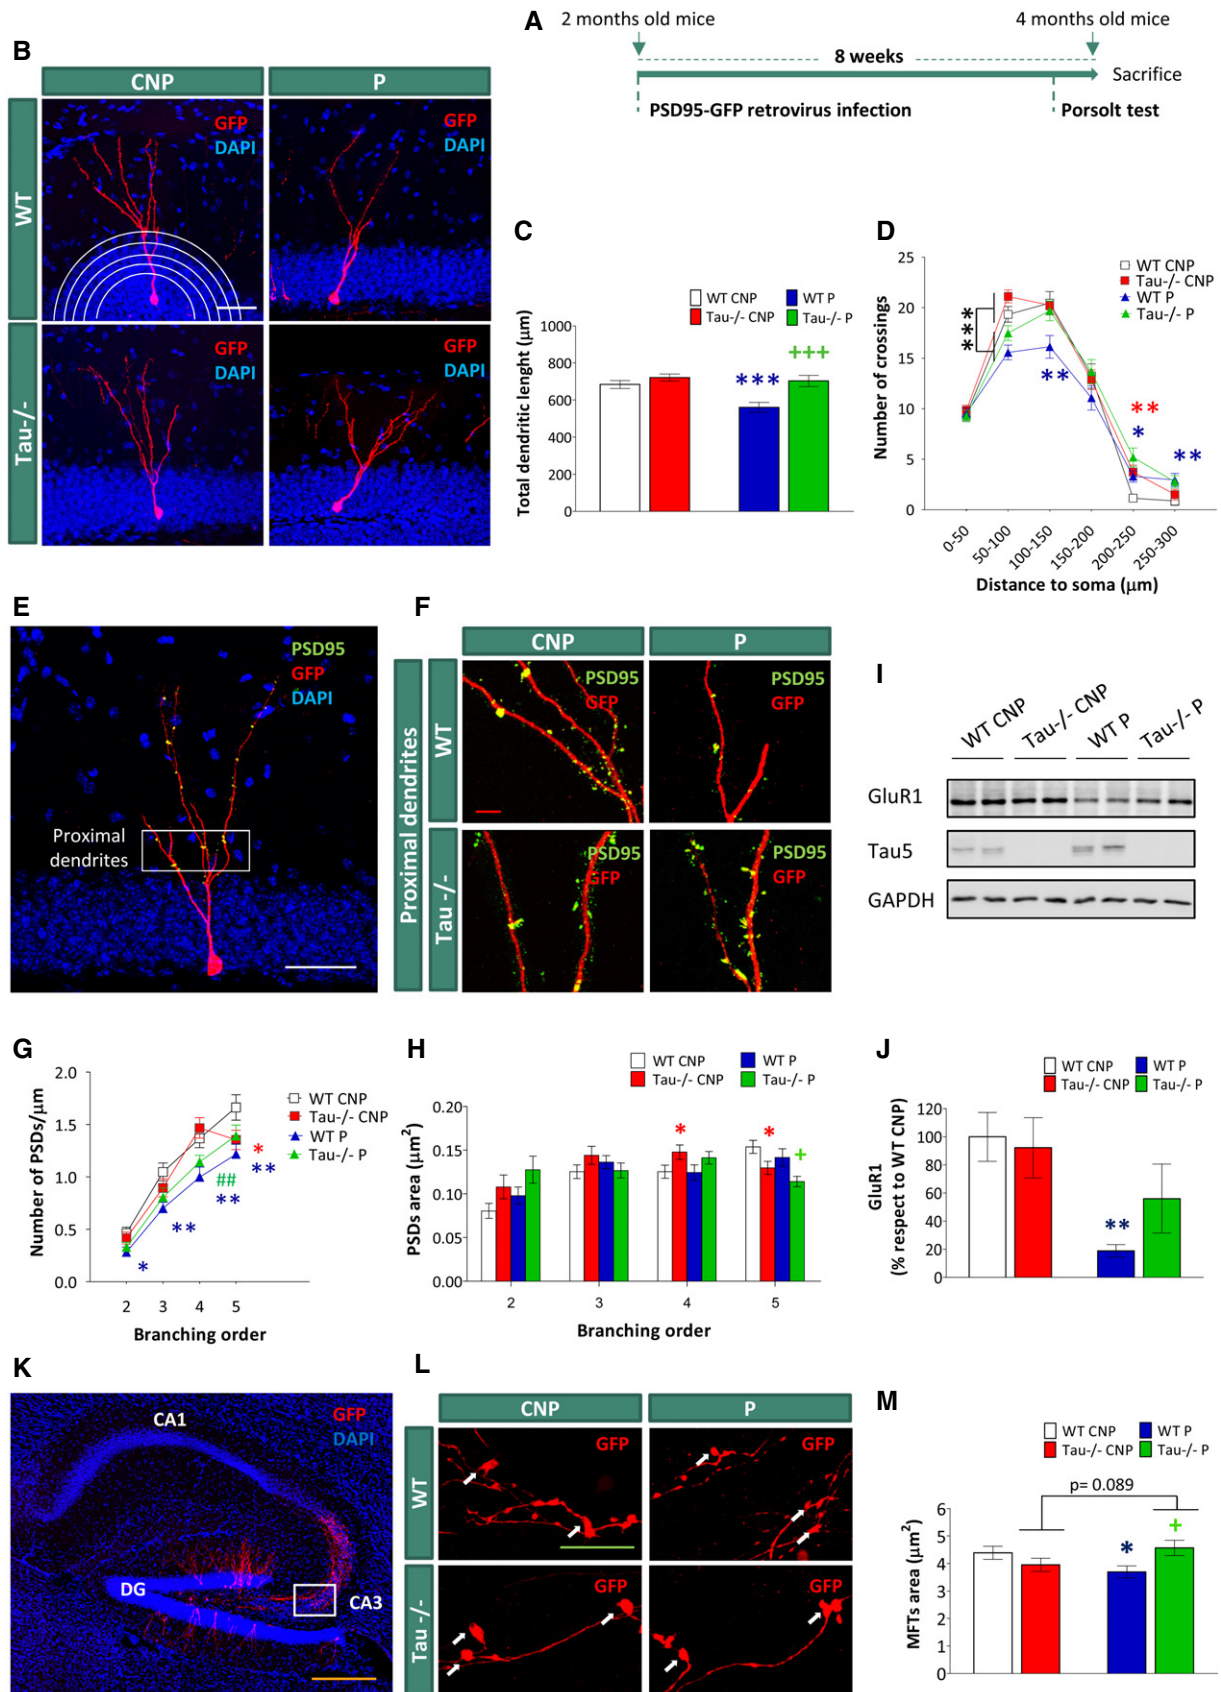 A
2 months old mice
4 months old mice
8 weeks
Sacrifice
PSD95-GFP retrovirus infection
Porsolt test
B
CNP
P
WT
GFP
DAPI
GFP
DAPI
Tau-/-
GFP
DAPI
GFP
DAPI
C
WT CNP
WT P
Tau-/- CNP
Tau-/- P
Total dendritic lenght (μm)
1000
800
600
400
200
0
***
+++
D
WT CNP
Tau-/- CNP
WT P
Tau-/- P
Number of crossings
25
20
15
10
5
0
***
**
**
*
**
0-50
50-100
100-150
150-200
200-250
250-300
Distance to soma (μm)
E
PSD95
GFP
DAPI
Proximal
dendrites
F
CNP
P
Proximal dendrites
WT
PSD95
GFP
PSD95
GFP
Tau -/-
PSD95
GFP
PSD95
GFP
I
WT CNP
Tau-/- CNP
WT P
Tau-/- P
GluR1
Tau5
GAPDH
G
Number of PSDs/μm
2.0
1.5
1.0
0.5
0.0
WT CNP
Tau-/- CNP
WT P
Tau-/- P
*
**
##
**
**
*
2 3 4 5
Branching order
H
WT CNP
WT P
Tau-/- CNP
Tau-/- P
PSDs area (μm²)
0.20
0.15
0.10
0.05
0.00
*
*
+
2 3 4 5
Branching order
J
WT CNP
WT P
Tau-/- CNP
Tau-/- P
GluR1
(% respect to WT CNP)
120
100
80
60
40
20
0
**
K
GFP
DAPI
CA1
DG
CA3
L
CNP
P
WT
GFP
GFP
Tau -/-
GFP
GFP
M
WT CNP
WT P
Tau-/- CNP
Tau-/- P
p= 0.089
MFTs area (μm²)
6
5
4
3
2
1
0
*
+